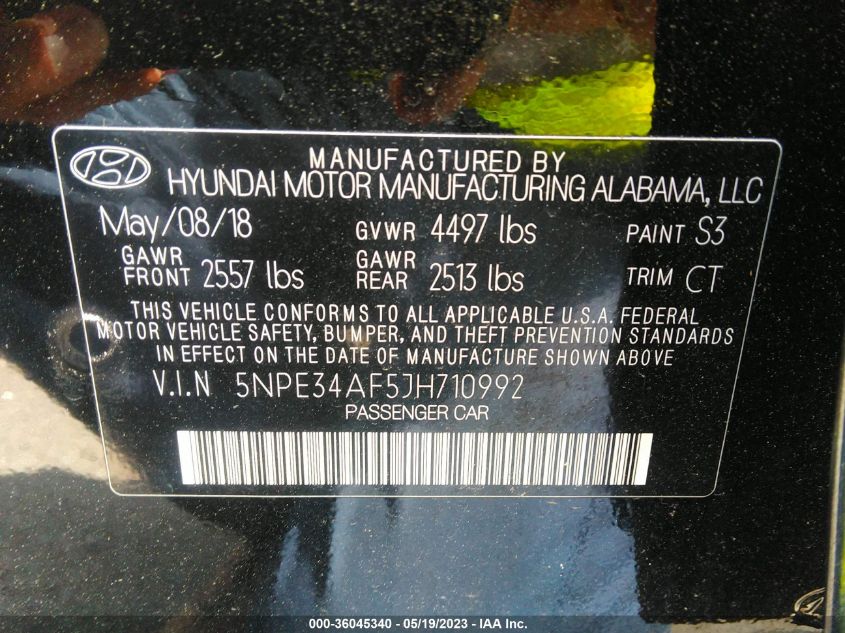 MANUFACTURED BY
HYUNDAI MOTOR MANUFACTURING ALABAMA, LLC
May/08/18 GVWR 4497 lbs PAINT S3
GAWR FRONT 2557 lbs GAWR REAR 2513 lbs TRIM CT
THIS VEHICLE CONFORMS TO ALL APPLICABLE U.S.A. FEDERAL
MOTOR VEHICLE SAFETY, BUMPER, AND THEFT PREVENTION STANDARDS
IN EFFECT ON THE DATE OF MANUFACTURE SHOWN ABOVE
V.I.N 5NPE34AF5JH710992
PASSENGER CAR
000-36045340 - 05/19/2023 - IAA Inc.